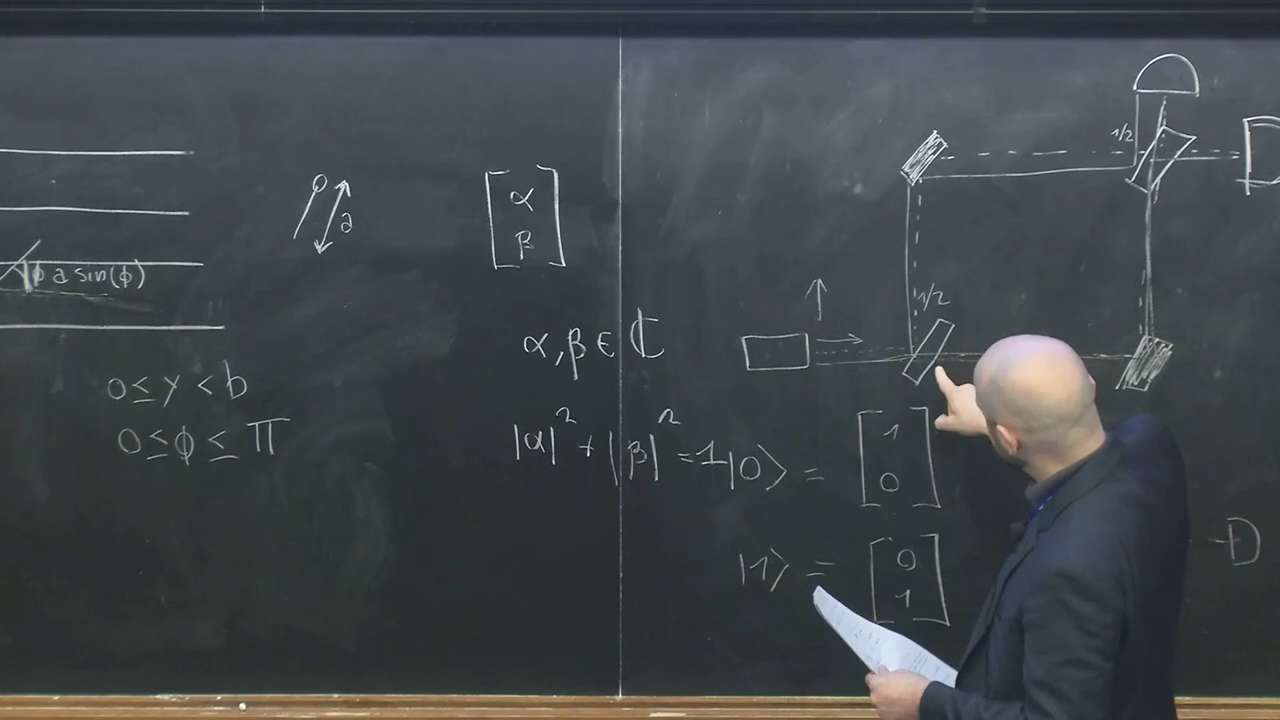 a
ϕ a sin(ϕ)
0 ≤ y < b
0 ≤ ϕ ≤ π
[α
β]
α, β ∈ ℂ
|α|² + |β|² = 1
1/2
1/2
|0⟩ = [1
0]
|1⟩ = [0
1]
D